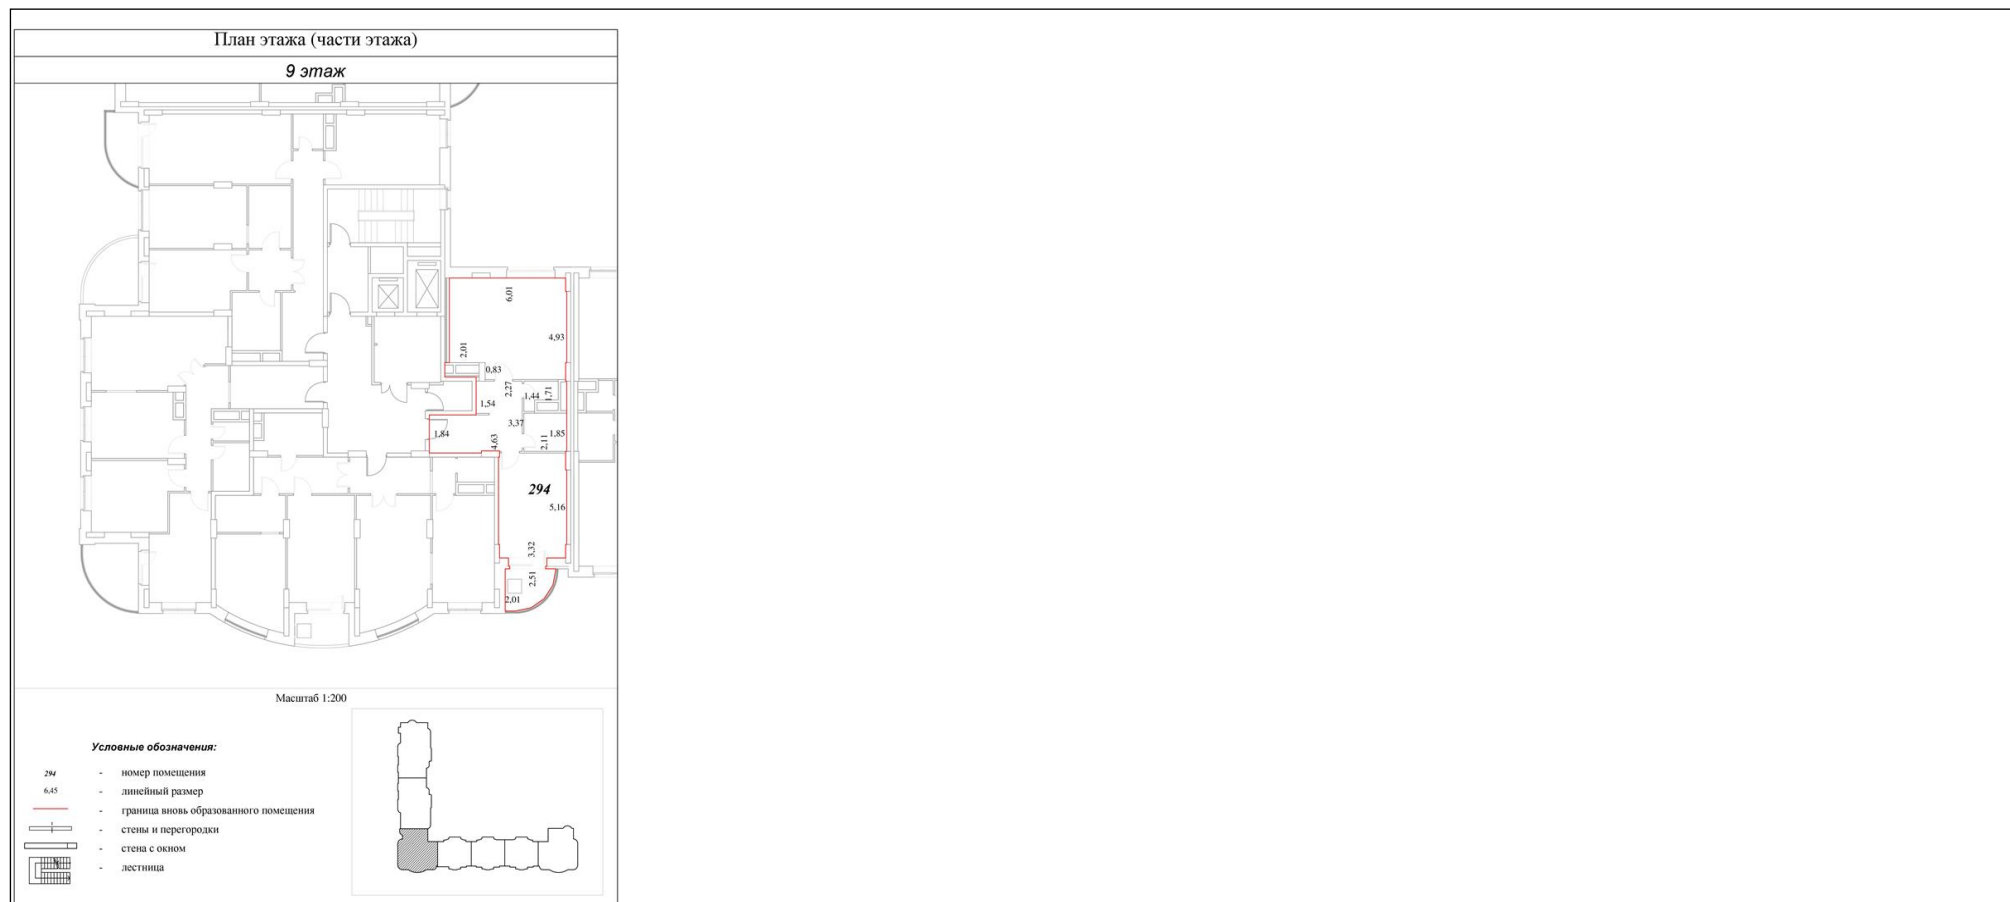 План этажа (части этажа)
9 этаж
6,01
4,93
2,01
0,83
2,27
1,44
1,71
1,54
3,37
1,84
4,63
2,11
1,85
294
5,16
3,32
2,51
2,01
Масштаб 1:200
Условные обозначения:
294 - номер помещения
6,45 - линейный размер
- граница вновь образованного помещения
- стены и перегородки
- стена с окном
- лестница